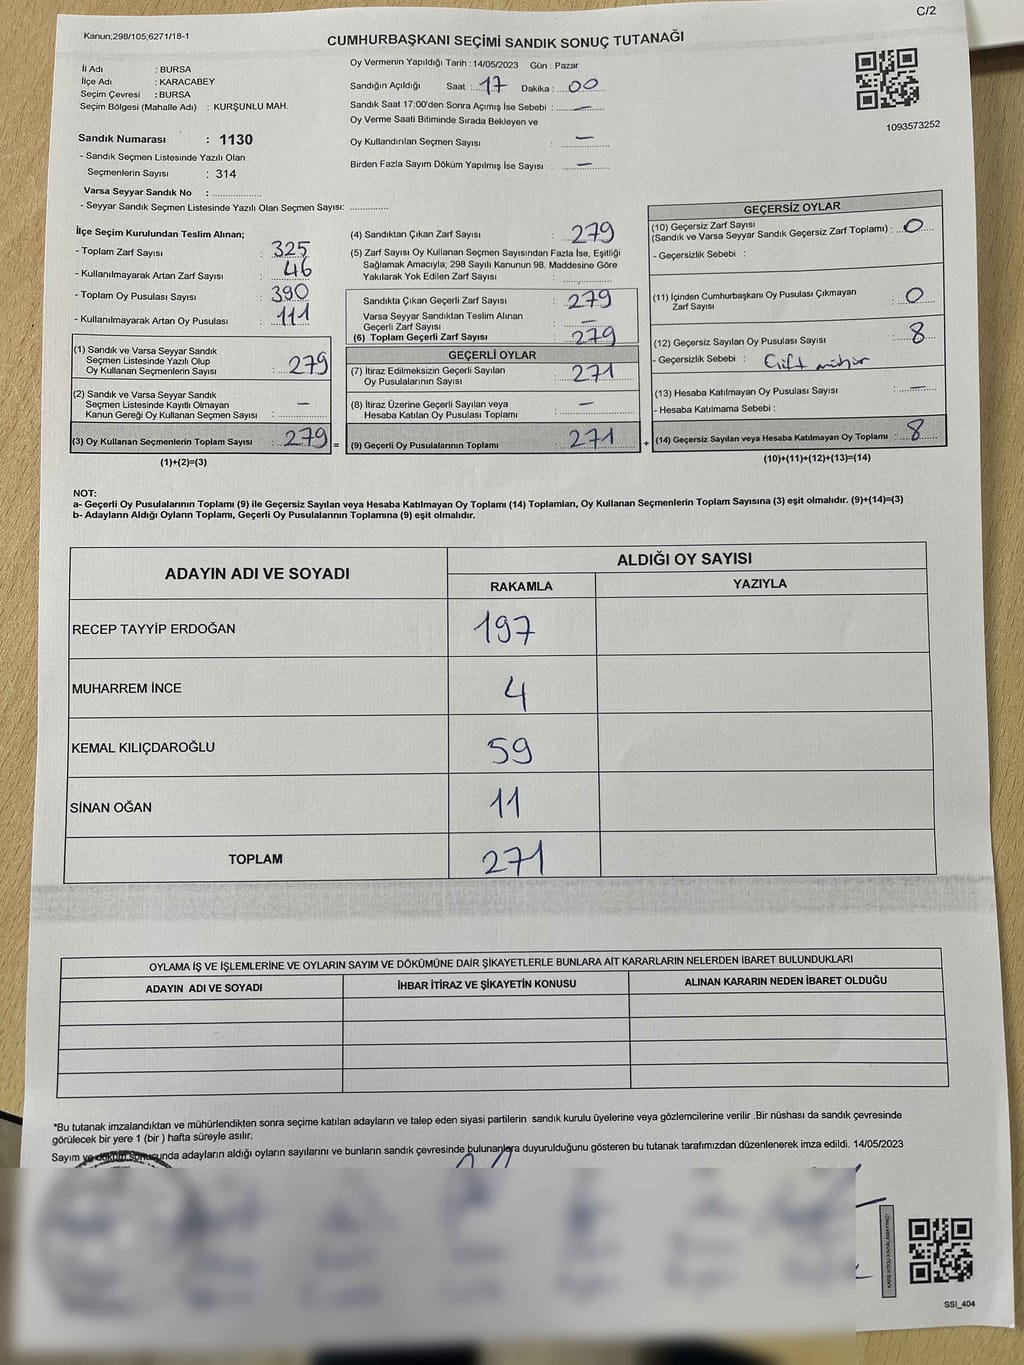 C/2
Kanun;298/105;6271/18-1
CUMHURBAŞKANI SEÇİMİ SANDIK SONUÇ TUTANAĞI
İl Adı : BURSA
İlçe Adı : KARACABEY
Seçim Çevresi : BURSA
Seçim Bölgesi (Mahalle Adı) : KURŞUNLU MAH.
Sandık Numarası : 1130
- Sandık Seçmen Listesinde Yazılı Olan
Seçmenlerin Sayısı : 314
Varsa Seyyar Sandık No : ................
- Seyyar Sandık Seçmen Listesinde Yazılı Olan Seçmen Sayısı: ............
Oy Vermenin Yapıldığı Tarih : 14/05/2023 Gün : Pazar
Sandığın Açıldığı Saat : 17 Dakika : 00
Sandık Saat 17:00'den Sonra Açımış İse Sebebi : —
Oy Verme Saati Bitiminde Sırada Bekleyen ve
Oy Kullandırılan Seçmen Sayısı : —
Birden Fazla Sayım Döküm Yapılmış İse Sayısı : —
1093573252
İlçe Seçim Kurulundan Teslim Alınan;
- Toplam Zarf Sayısı : 325
- Kullanılmayarak Artan Zarf Sayısı : 46
- Toplam Oy Pusulası Sayısı : 390
- Kullanılmayarak Artan Oy Pusulası : 111
(1) Sandık ve Varsa Seyyar Sandık
Seçmen Listesinde Yazılı Olup
Oy Kullanan Seçmenlerin Sayısı : 279
(2) Sandık ve Varsa Seyyar Sandık
Seçmen Listesinde Kayıtlı Olmayan
Kanun Gereği Oy Kullanan Seçmen Sayısı : —
(3) Oy Kullanan Seçmenlerin Toplam Sayısı : 279 =
(1)+(2)=(3)
(4) Sandıktan Çıkan Zarf Sayısı : 279
(5) Zarf Sayısı Oy Kullanan Seçmen Sayısından Fazla İse, Eşitliği
Sağlamak Amacıyla; 298 Sayılı Kanunun 98. Maddesine Göre
Yakılarak Yok Edilen Zarf Sayısı : ............
Sandıkta Çıkan Geçerli Zarf Sayısı : 279
Varsa Seyyar Sandıktan Teslim Alınan
Geçerli Zarf Sayısı : —
(6) Toplam Geçerli Zarf Sayısı : 279
GEÇERLİ OYLAR
(7) İtiraz Edilmeksizin Geçerli Sayılan
Oy Pusulalarının Sayısı : 271
(8) İtiraz Üzerine Geçerli Sayılan veya
Hesaba Katılan Oy Pusulası Toplamı : —
(9) Geçerli Oy Pusulalarının Toplamı : 271 +
GEÇERSİZ OYLAR
(10) Geçersiz Zarf Sayısı
(Sandık ve Varsa Seyyar Sandık Geçersiz Zarf Toplamı) : 0
- Geçersizlik Sebebi :
(11) İçinden Cumhurbaşkanı Oy Pusulası Çıkmayan
Zarf Sayısı : 0
(12) Geçersiz Sayılan Oy Pusulası Sayısı : 8
- Geçersizlik Sebebi : Çift mühür
(13) Hesaba Katılmayan Oy Pusulası Sayısı : —
- Hesaba Katılmama Sebebi :
(14) Geçersiz Sayılan veya Hesaba Katılmayan Oy Toplamı : 8
(10)+(11)+(12)+(13)=(14)
NOT:
a- Geçerli Oy Pusulalarının Toplamı (9) ile Geçersiz Sayılan veya Hesaba Katılmayan Oy Toplamı (14) Toplamları, Oy Kullanan Seçmenlerin Toplam Sayısına (3) eşit olmalıdır. (9)+(14)=(3)
b- Adayların Aldığı Oyların Toplamı, Geçerli Oy Pusulalarının Toplamına (9) eşit olmalıdır.
ADAYIN ADI VE SOYADI ALDIĞI OY SAYISI
RAKAMLA YAZIYLA
RECEP TAYYİP ERDOĞAN 197
MUHARREM İNCE 4
KEMAL KILIÇDAROĞLU 59
SİNAN OĞAN 11
TOPLAM 271
OYLAMA İŞ VE İŞLEMLERİNE VE OYLARIN SAYIM VE DÖKÜMÜNE DAİR ŞİKAYETLERLE BUNLARA AİT KARARLARIN NELERDEN İBARET BULUNDUKLARI
ADAYIN ADI VE SOYADI İHBAR İTİRAZ VE ŞİKAYETİN KONUSU ALINAN KARARIN NEDEN İBARET OLDUĞU
*Bu tutanak imzalandıktan ve mühürlendikten sonra seçime katılan adayların ve talep eden siyasi partilerin sandık kurulu üyelerine veya gözlemcilerine verilir .Bir nüshası da sandık çevresinde
görülecek bir yere 1 (bir ) hafta süreyle asılır.
Sayım ve döküm sonucunda adayların aldığı oyların sayılarını ve bunların sandık çevresinde bulunanlara duyurulduğunu gösteren bu tutanak tarafımızdan düzenlenerek imza edildi. 14/05/2023
KARE KODU KARALAMAYINIZ!
SSI_404